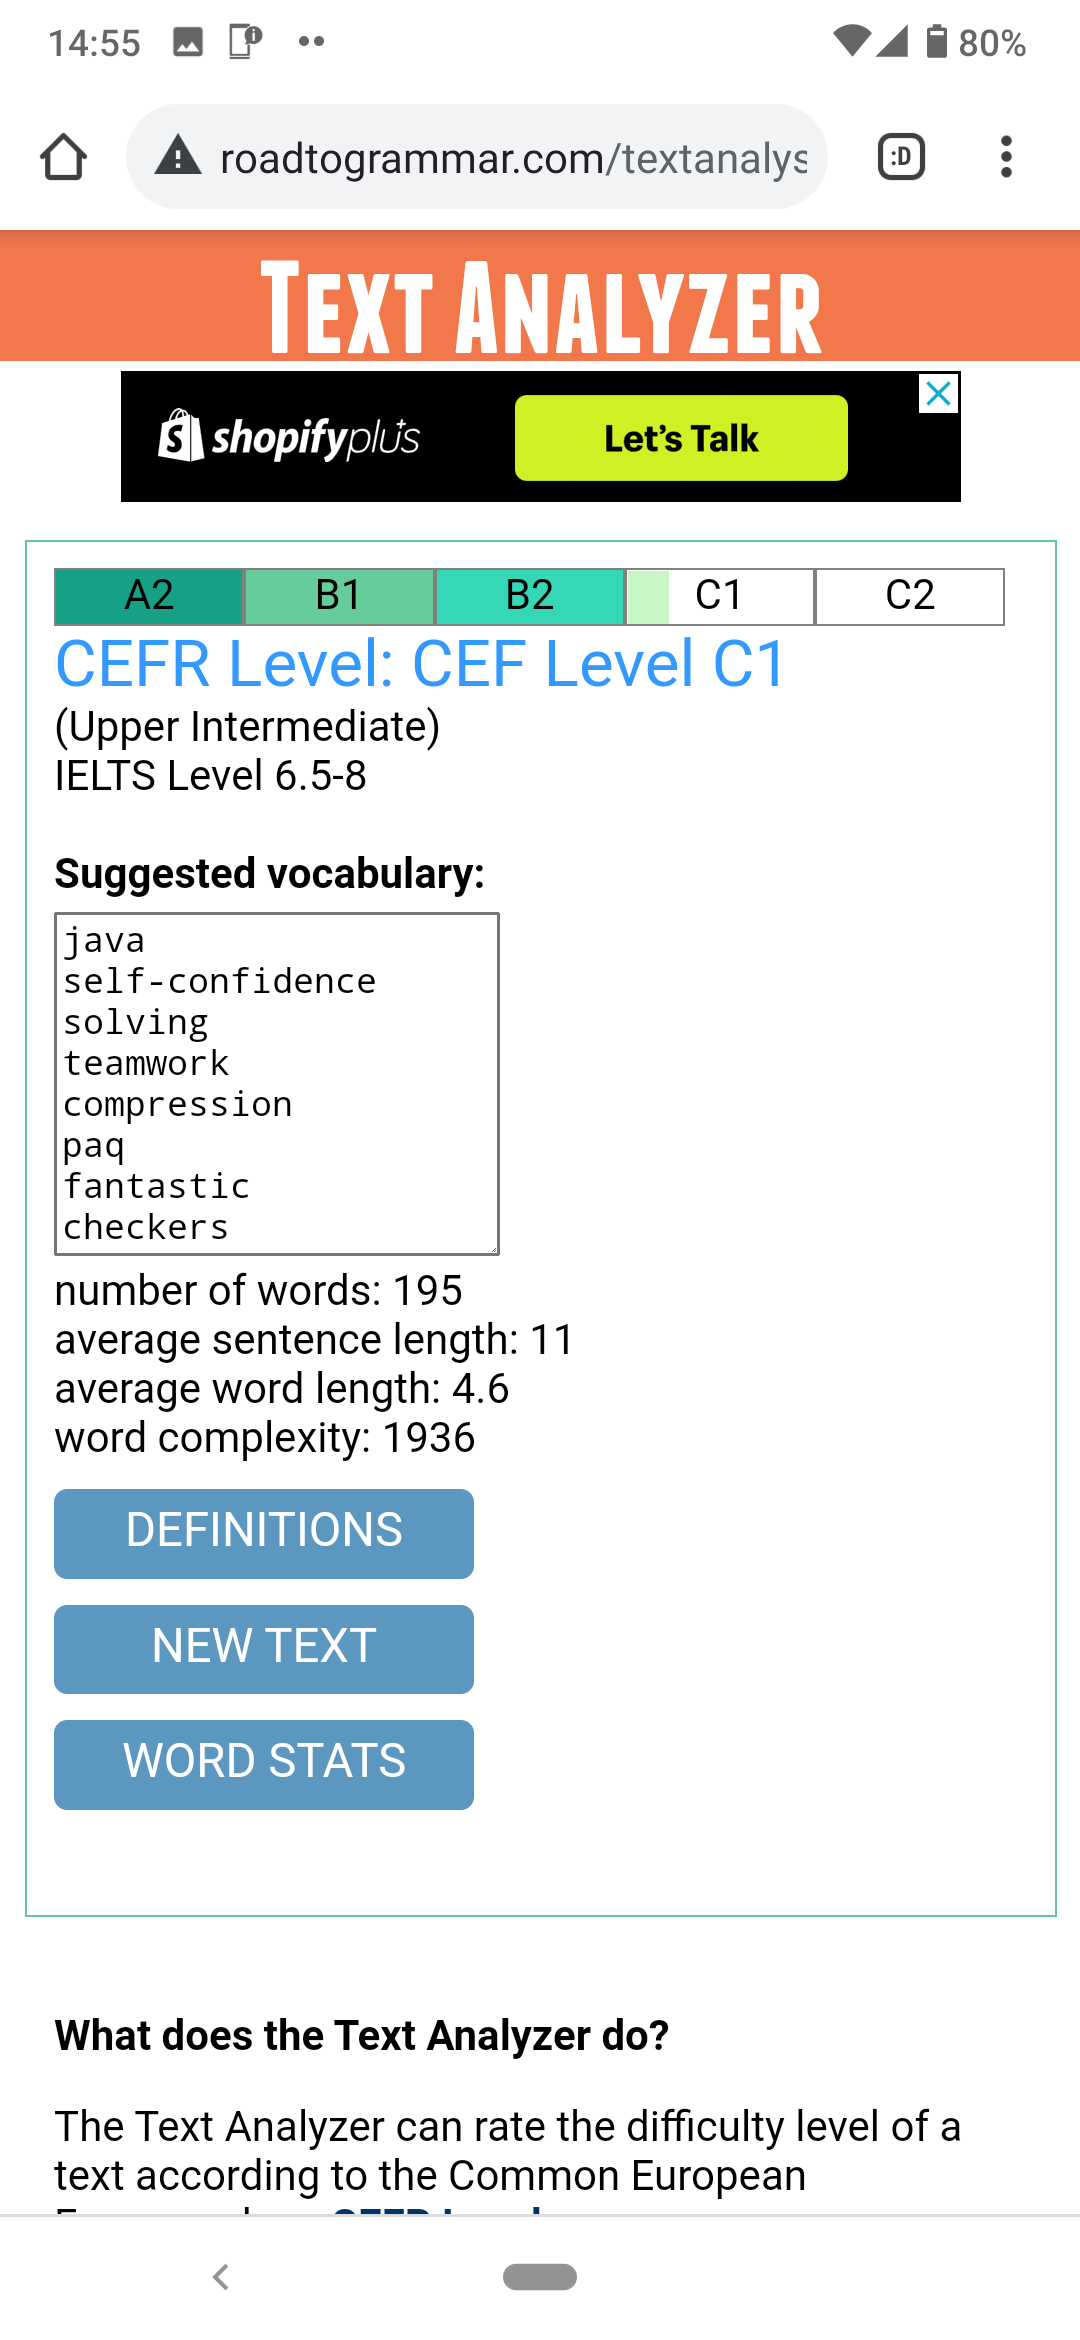 14:55
80%
roadtogrammar.com/textanalys
:D
TEXT ANALYZER
shopifyplus+
Let's Talk
A2 B1 B2 C1 C2
CEFR Level: CEF Level C1
(Upper Intermediate)
IELTS Level 6.5-8
Suggested vocabulary:
java
self-confidence
solving
teamwork
compression
paq
fantastic
checkers
number of words: 195
average sentence length: 11
average word length: 4.6
word complexity: 1936
DEFINITIONS
NEW TEXT
WORD STATS
What does the Text Analyzer do?
The Text Analyzer can rate the difficulty level of a
text according to the Common European